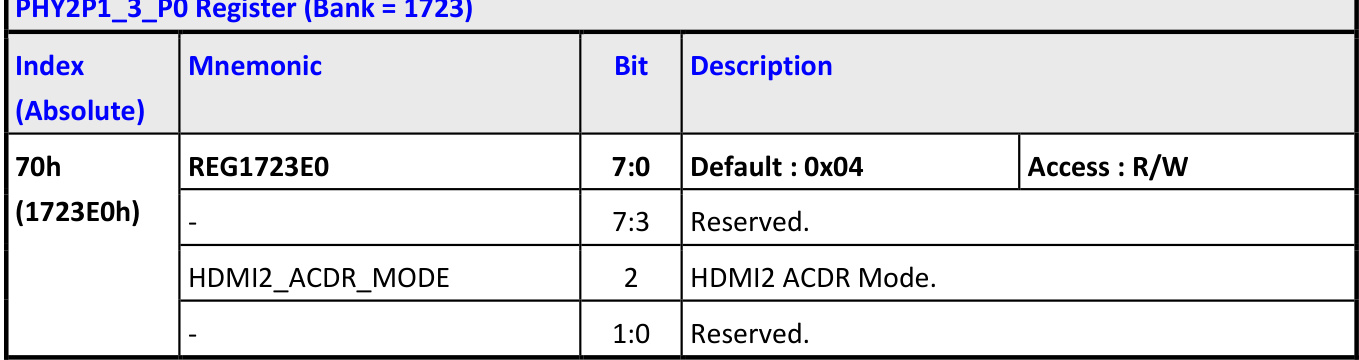 PHY2P1_3_P0 Register (Bank = 1723)
Index (Absolute) Mnemonic Bit Description
70h (1723E0h) REG1723E0 7:0 Default : 0x04 Access : R/W
- 7:3 Reserved.
HDMI2_ACDR_MODE 2 HDMI2 ACDR Mode.
- 1:0 Reserved.